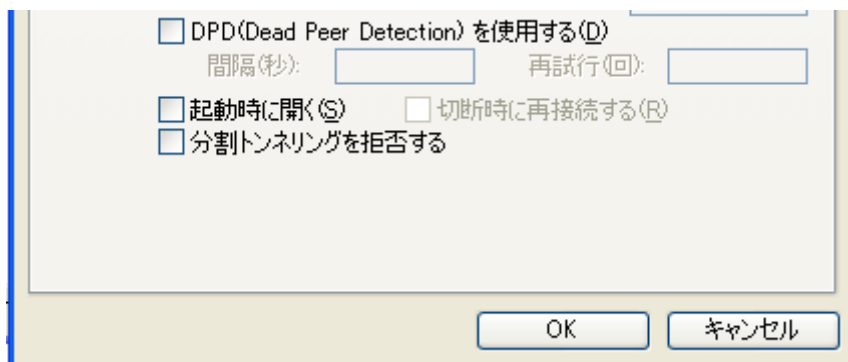 DPD(Dead Peer Detection) を使用する(D)
間隔(秒): 再試行(回):
起動時に開く(S) 切断時に再接続する(R)
分割トンネリングを拒否する
OK キャンセル